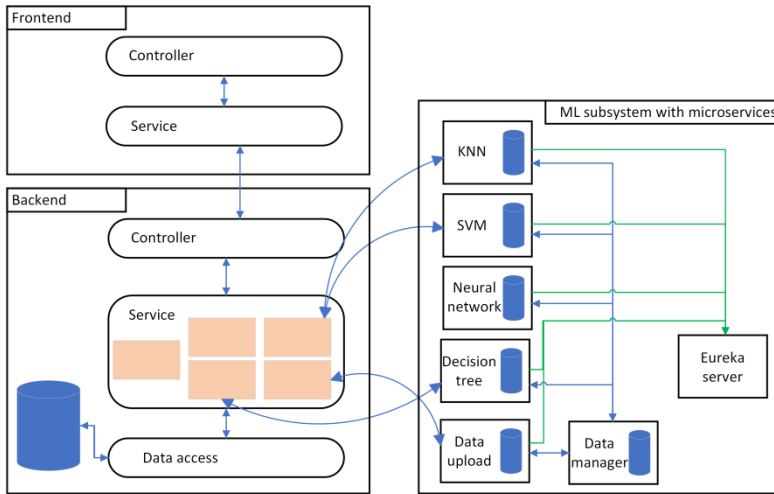 Frontend
Controller
Service
Backend
Controller
Service
Data access
ML subsystem with microservices
KNN
SVM
Neural
network
Decision
tree
Data
upload
Data
manager
Eureka
server